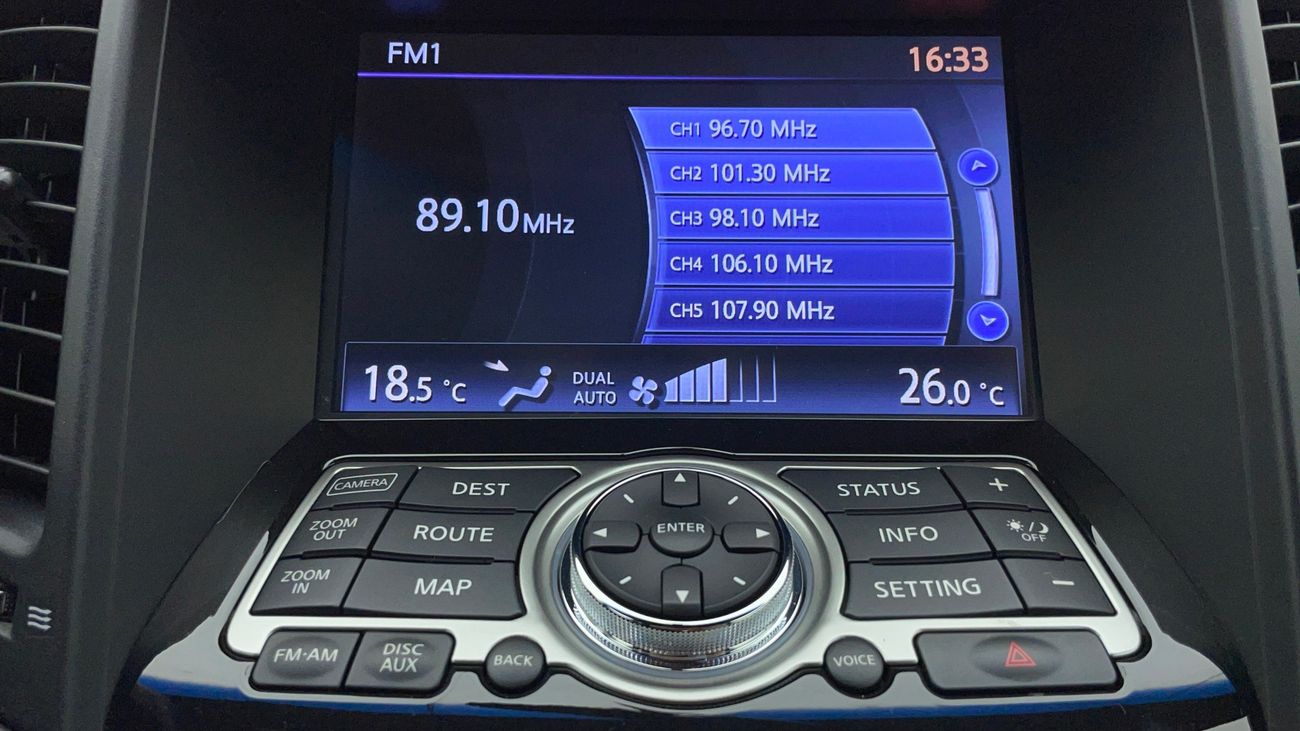 FM1
16:33
89.10MHz
CH1 96.70 MHz
CH2 101.30 MHz
CH3 98.10 MHz
CH4 106.10 MHz
CH5 107.90 MHz
18.5 °C
DUAL
AUTO
26.0 °C
CAMERA
DEST
STATUS
+
ZOOM
OUT
ROUTE
ENTER
INFO
OFF
ZOOM
IN
MAP
SETTING
−
FM·AM
DISC
AUX
BACK
VOICE